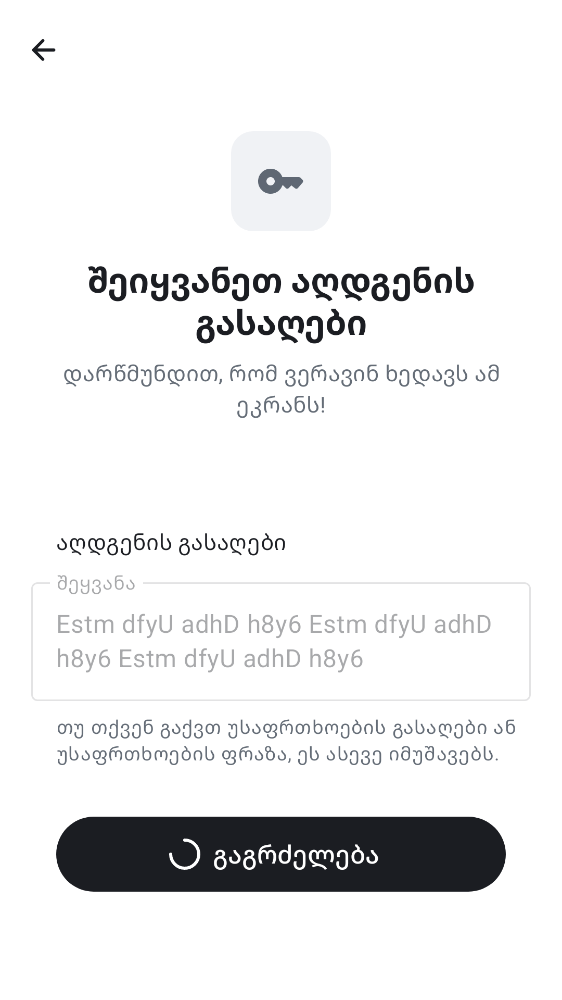 შეიყვანეთ აღდგენის
გასაღები
დარწმუნდით, რომ ვერავინ ხედავს ამ
ეკრანს!
აღდგენის გასაღები
შეყვანა
Estm dfyU adhD h8y6 Estm dfyU adhD
h8y6 Estm dfyU adhD h8y6
თუ თქვენ გაქვთ უსაფრთხოების გასაღები ან
უსაფრთხოების ფრაზა, ეს ასევე იმუშავებს.
გაგრძელება